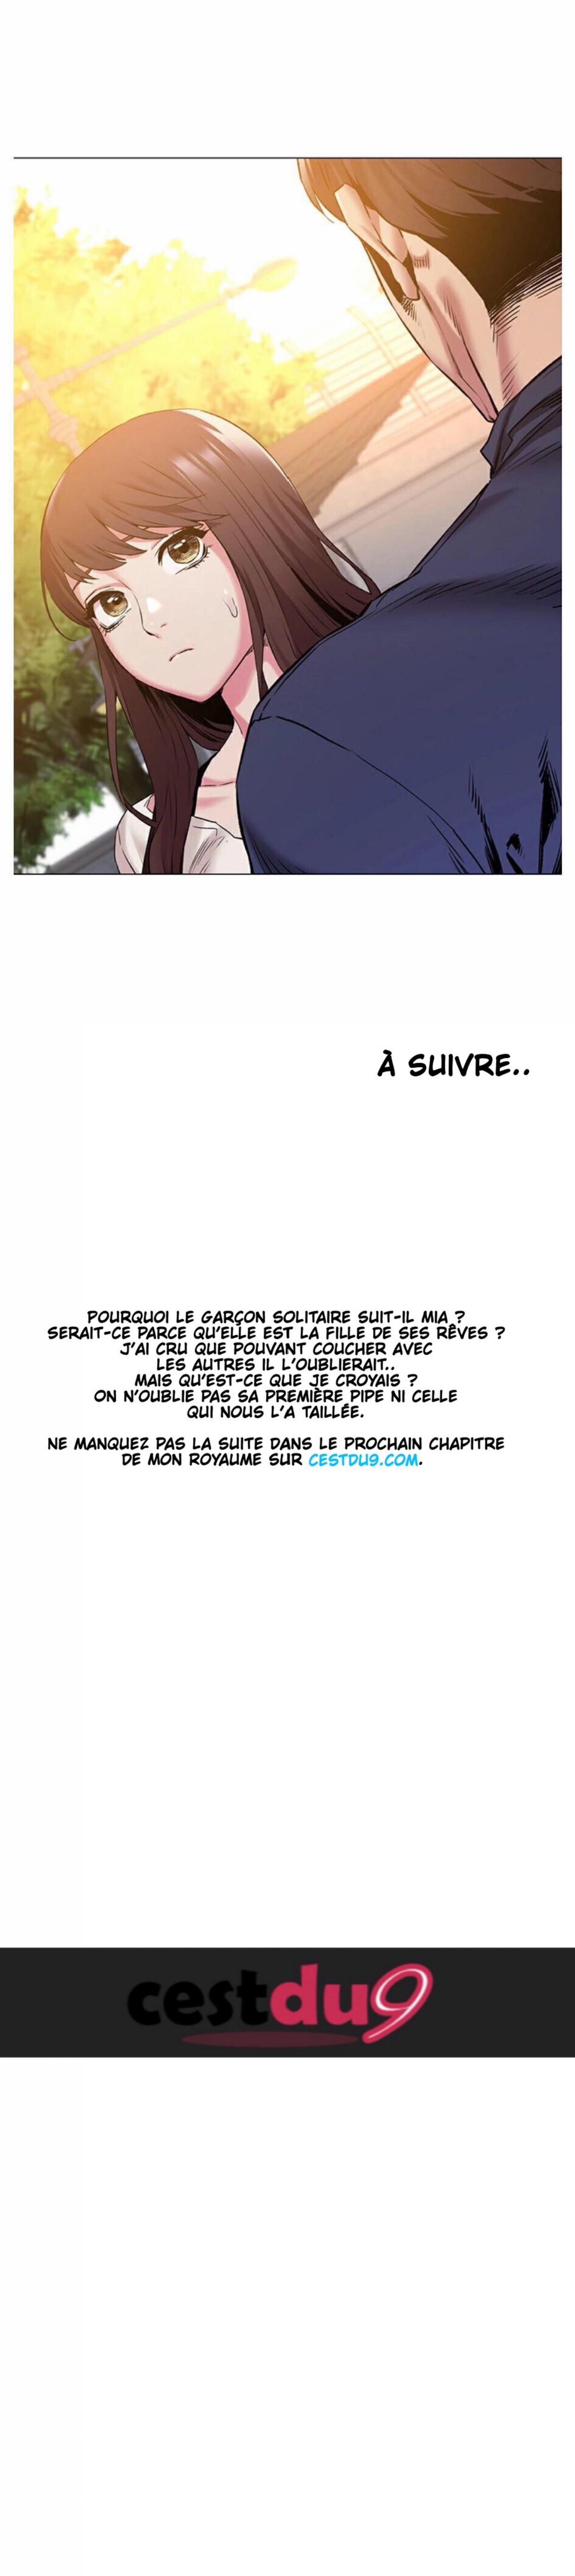 À SUIVRE..
POURQUOI LE GARÇON SOLITAIRE SUIT-IL MIA ?
SERAIT-CE PARCE QU'ELLE EST LA FILLE DE SES RÊVES ?
J'AI CRU QUE POUVANT COUCHER AVEC
LES AUTRES IL L'OUBLIERAIT..
MAIS QU'EST-CE QUE JE CROYAIS ?
ON N'OUBLIE PAS SA PREMIÈRE PIPE NI CELLE
QUI NOUS L'A TAILLÉE.
NE MANQUEZ PAS LA SUITE DANS LE PROCHAIN CHAPITRE
DE MON ROYAUME SUR CESTDU9.COM.
cestdu9